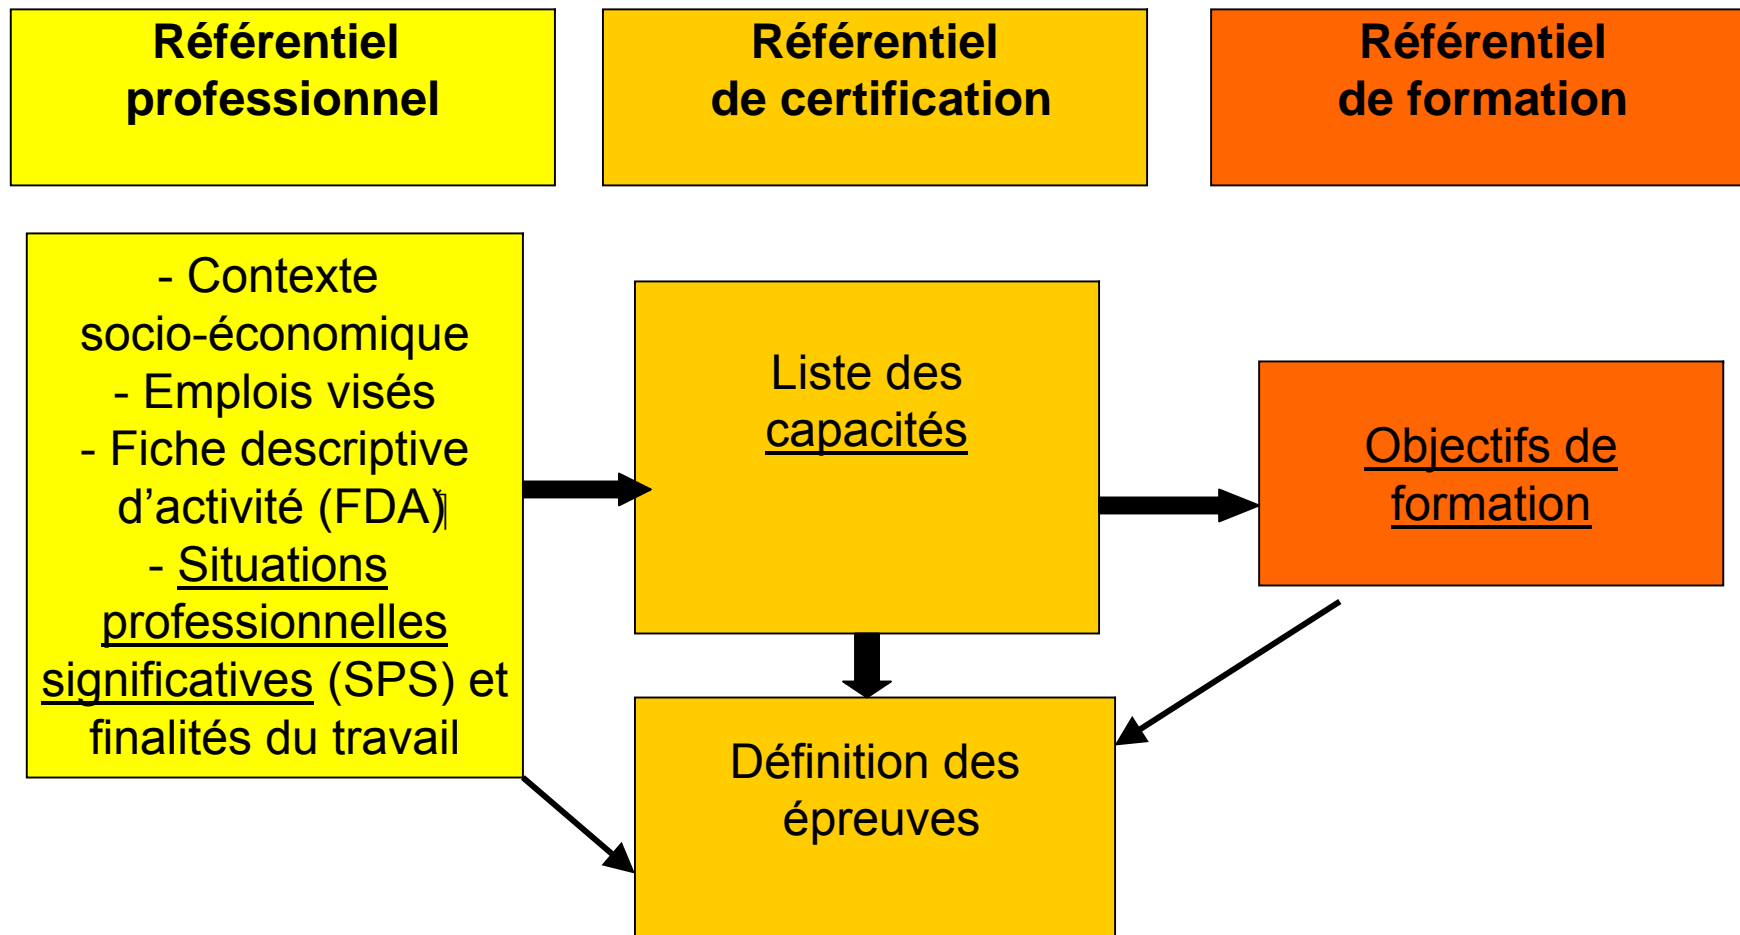 Référentiel
professionnel
Référentiel
de certification
Référentiel
de formation
- Contexte
socio-économique
- Emplois visés
- Fiche descriptive
d’activité (FDA)
- Situations
professionnelles
significatives (SPS) et
finalités du travail
Liste des
capacités
Objectifs de
formation
Définition des
épreuves